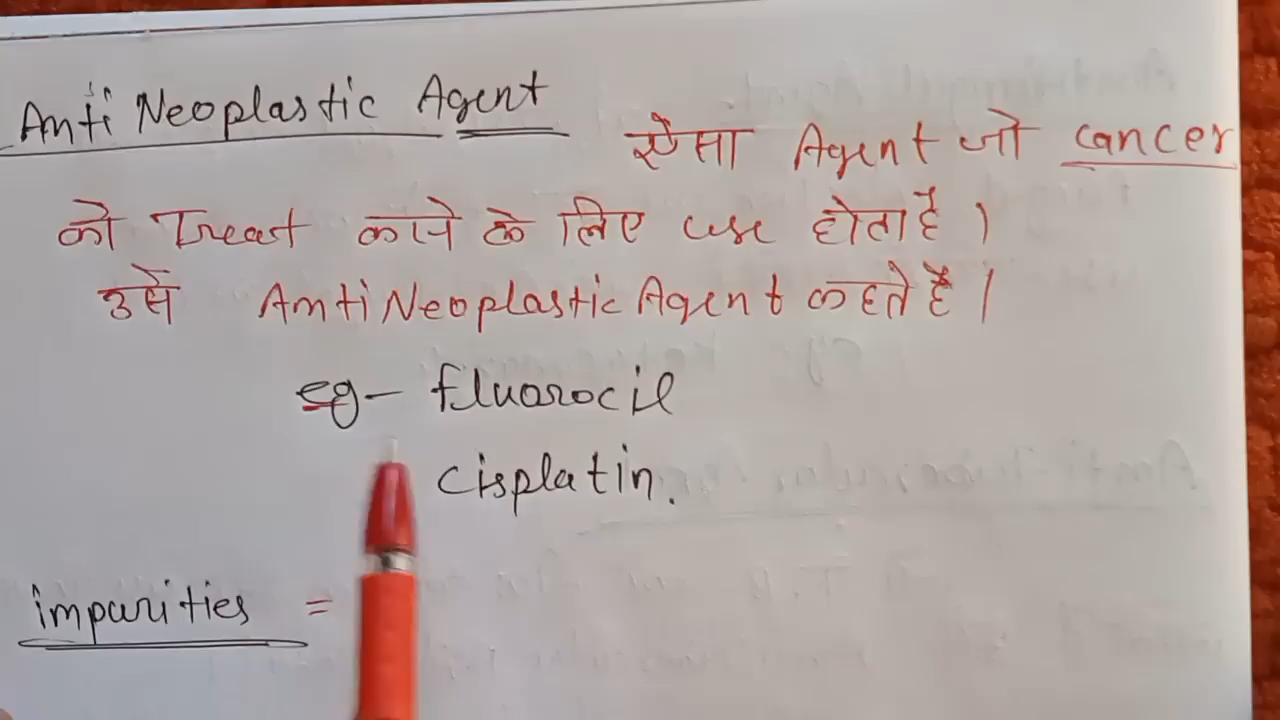 Anti Neoplastic Agent
ऐसा Agent जो cancer
को Treat करने के लिए use होता है ।
उसे Anti Neoplastic Agent कहते है ।
eg- fluorocil
cisplatin.
impurities =